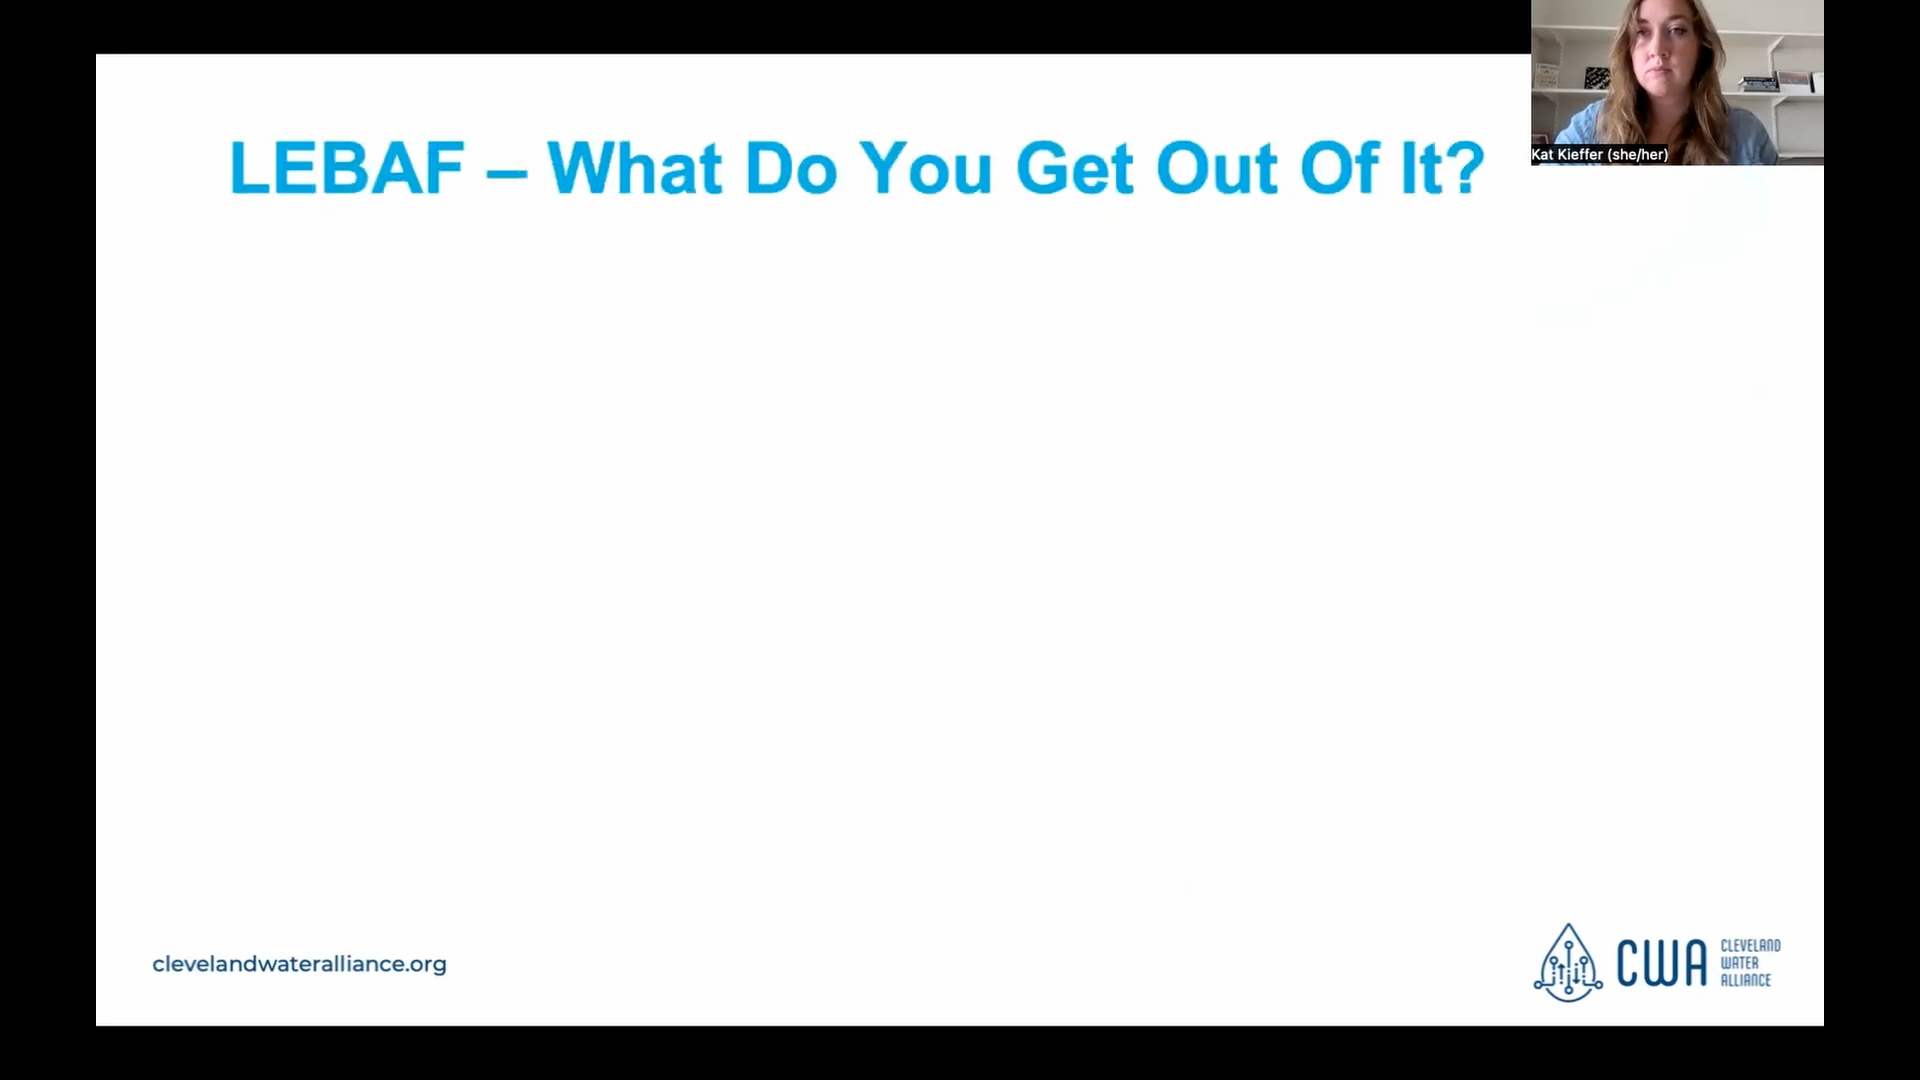 LEBAF – What Do You Get Out Of It?
Kat Kieffer (she/her)
clevelandwateralliance.org
CWA
CLEVELAND
WATER
ALLIANCE